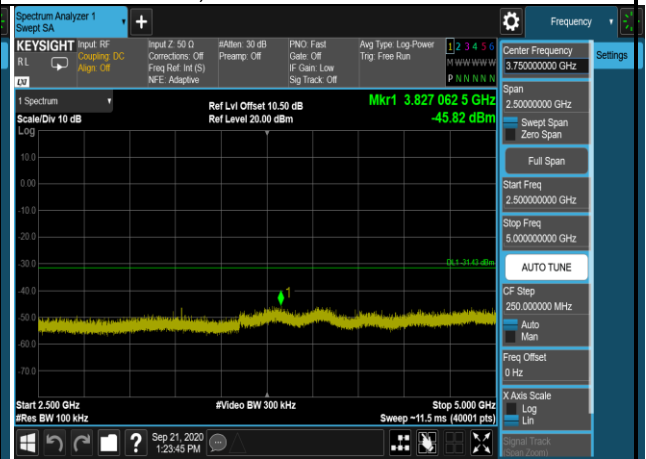 Spectrum Analyzer 1
Swept SA
Frequency
Settings
KEYSIGHT
RL
LXI
Input: RF
Coupling: DC
Align: Off
Input Z: 50 Ω
Corrections: Off
Freq Ref: Int (S)
NFE: Adaptive
#Atten: 30 dB
Preamp: Off
PNO: Fast
Gate: Off
IF Gain: Low
Sig Track: Off
Avg Type: Log-Power
Trig: Free Run
1 2 3 4 5 6
M W W W W W
P N N N N N
1 Spectrum
Scale/Div 10 dB
Log
Ref Lvl Offset 10.50 dB
Ref Level 20.00 dBm
Mkr1 3.827 062 5 GHz
-45.82 dBm
10.0
0.00
-10.0
-20.0
-30.0
-40.0
-50.0
-60.0
-70.0
DL1 -31.43 dBm
1
Start 2.500 GHz
#Res BW 100 kHz
#Video BW 300 kHz
Stop 5.000 GHz
Sweep ~11.5 ms (40001 pts)
Center Frequency
3.750000000 GHz
Span
2.50000000 GHz
Swept Span
Zero Span
Full Span
Start Freq
2.500000000 GHz
Stop Freq
5.000000000 GHz
AUTO TUNE
CF Step
250.000000 MHz
Auto
Man
Freq Offset
0 Hz
X Axis Scale
Log
Lin
Signal Track
(Span Zoom)
Sep 21, 2020
1:23:45 PM